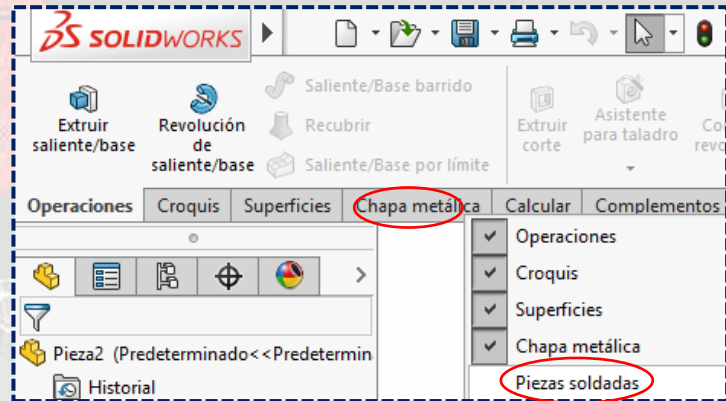 SOLIDWORKS
Extruir
saliente/base
Revolución
de
saliente/base
Saliente/Base barrido
Recubrir
Saliente/Base por límite
Extruir
corte
Asistente
para taladro
Operaciones Croquis Superficies Chapa metálica Calcular Complementos
Operaciones
Croquis
Superficies
Chapa metálica
Piezas soldadas
Pieza2 (Predeterminado<<Predetermin
Historial